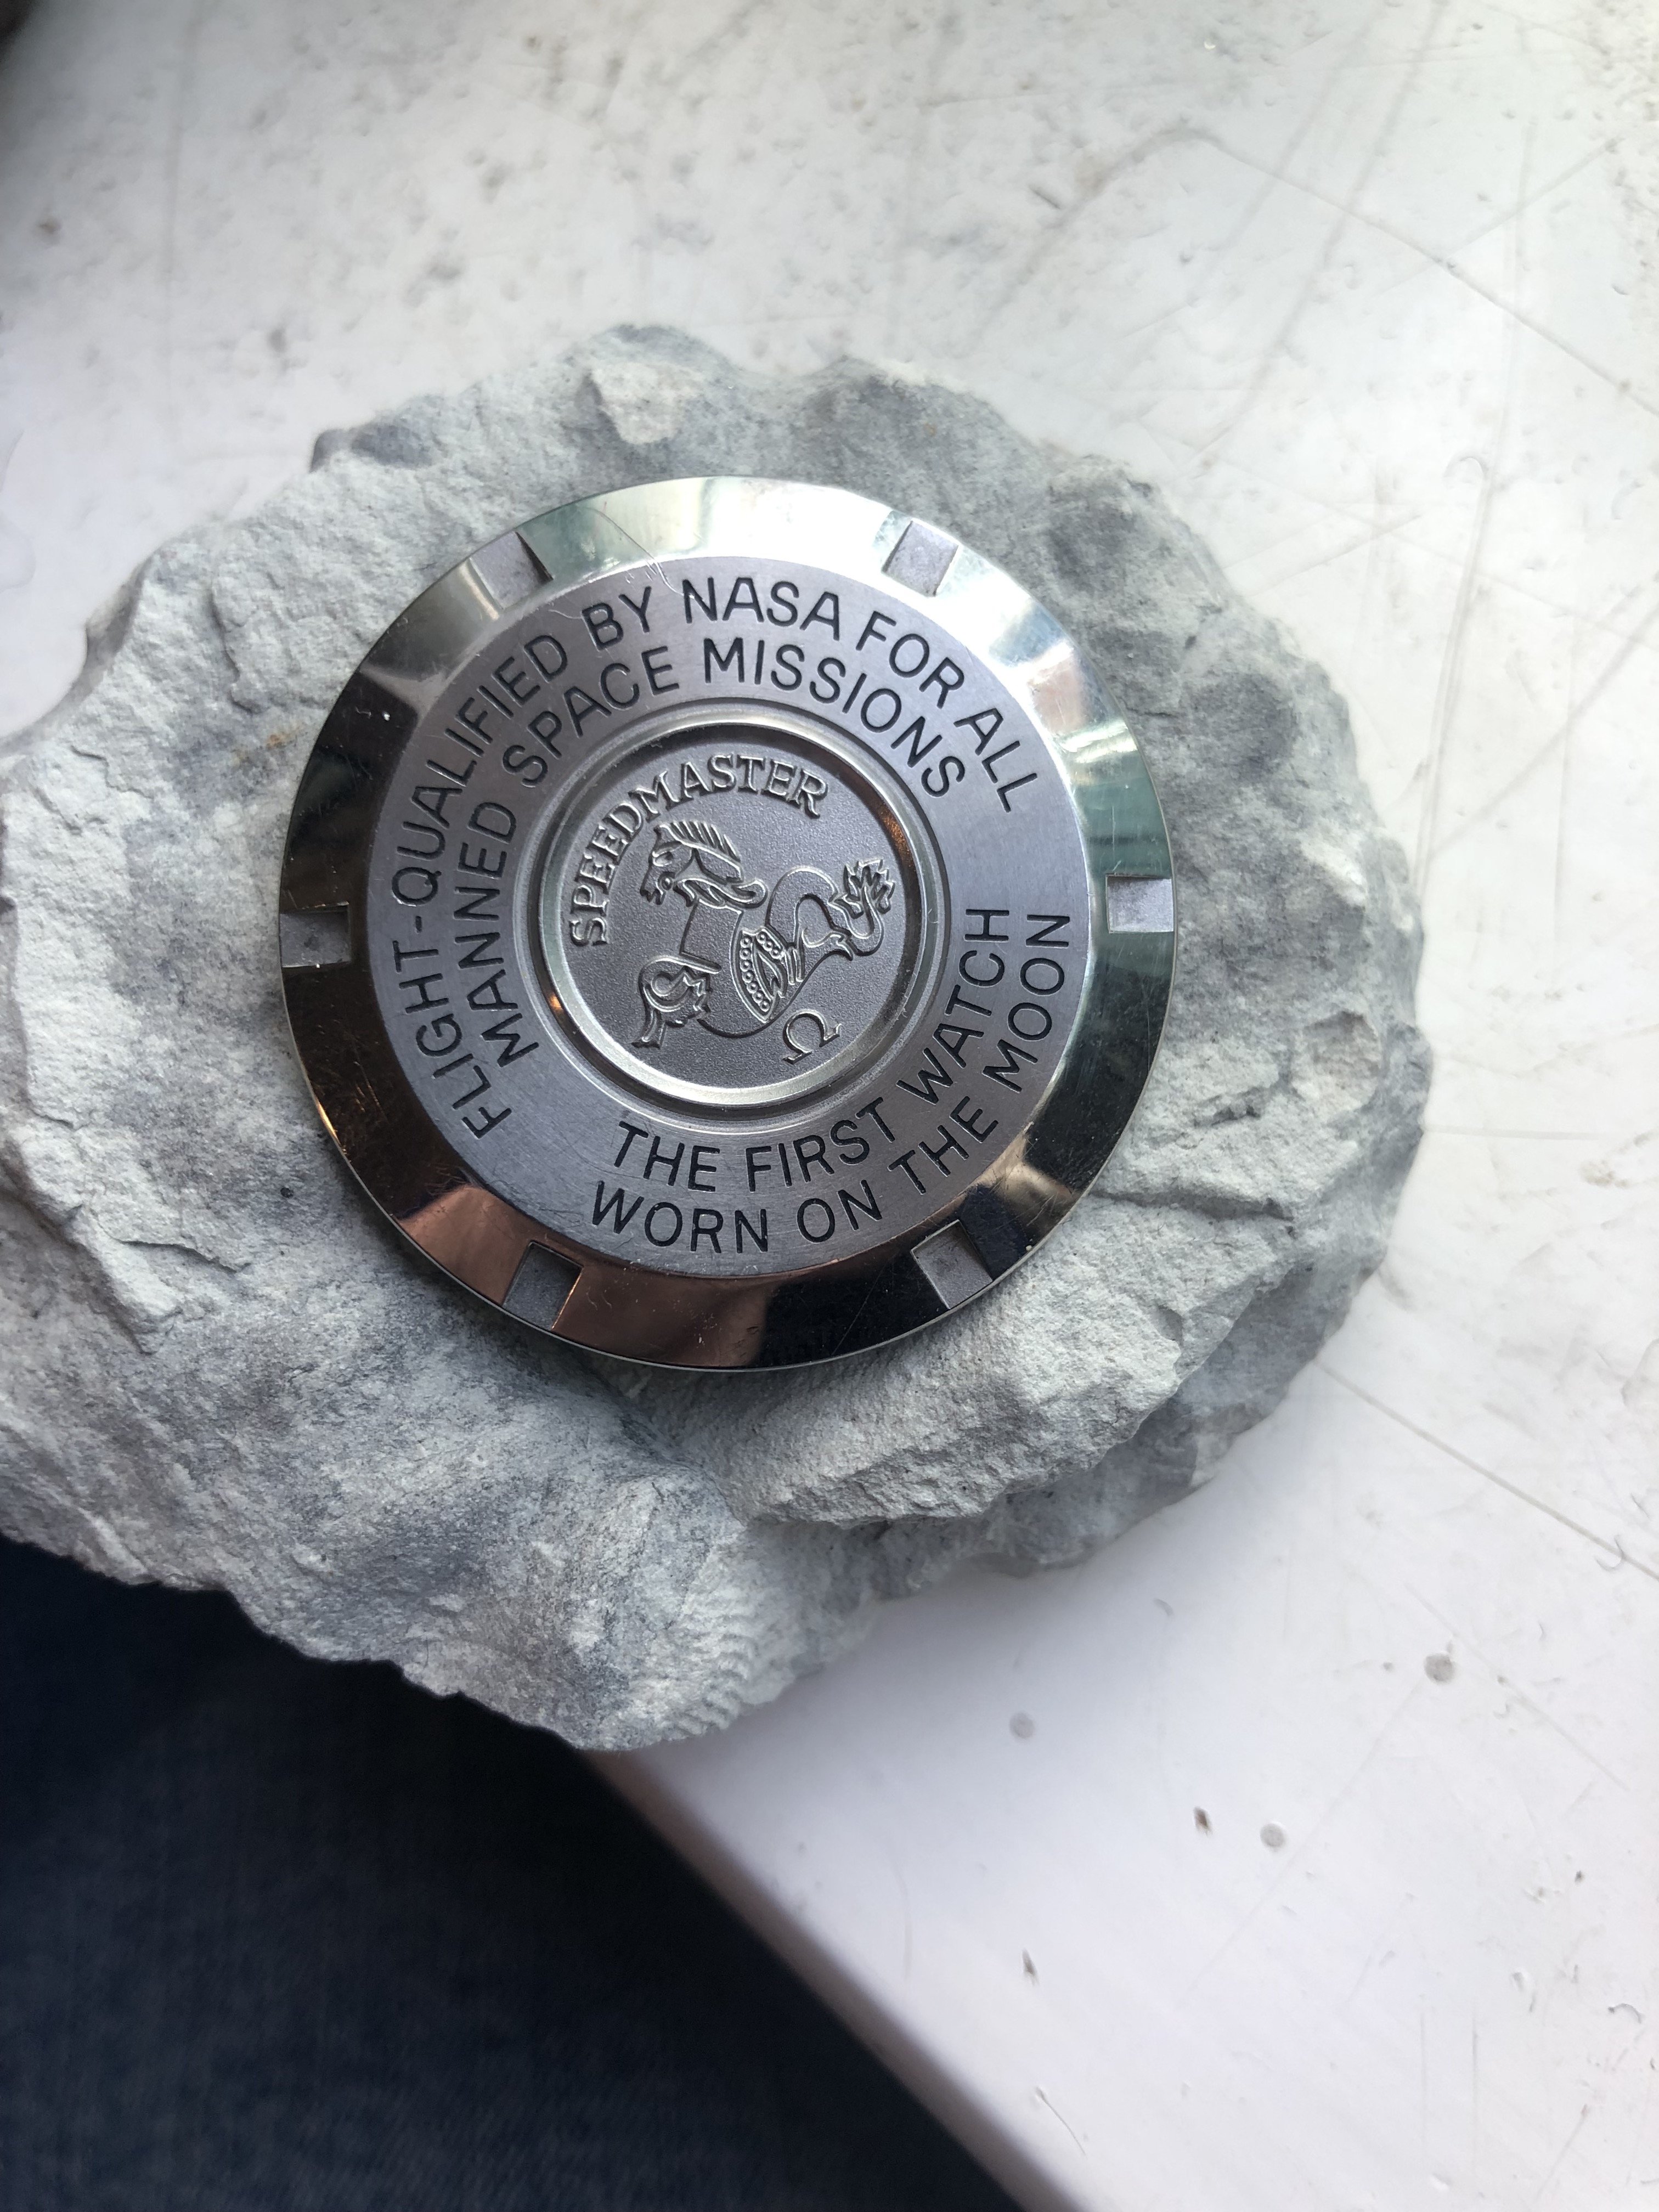 FLIGHT-QUALIFIED BY NASA FOR ALL
MANNED SPACE MISSIONS
SPEEDMASTER
Ω
THE FIRST WATCH
WORN ON THE MOON